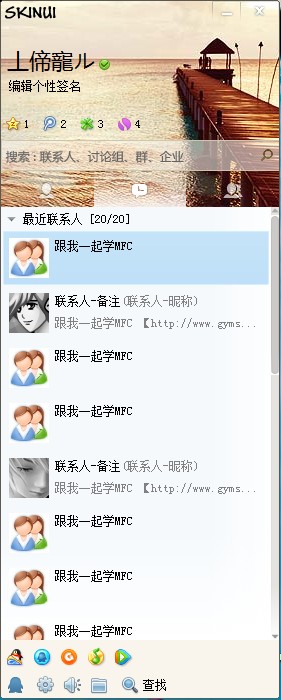 SKINUI
上偙寵ル
编辑个性签名
1 2 3 4
搜索：联系人、讨论组、群、企业
最近联系人 [20/20]
跟我一起学MFC
联系人-备注(联系人-昵称)
跟我一起学MFC 【http://www.gyms...
跟我一起学MFC
跟我一起学MFC
联系人-备注(联系人-昵称)
跟我一起学MFC 【http://www.gyms...
跟我一起学MFC
跟我一起学MFC
跟我一起学MFC
查找